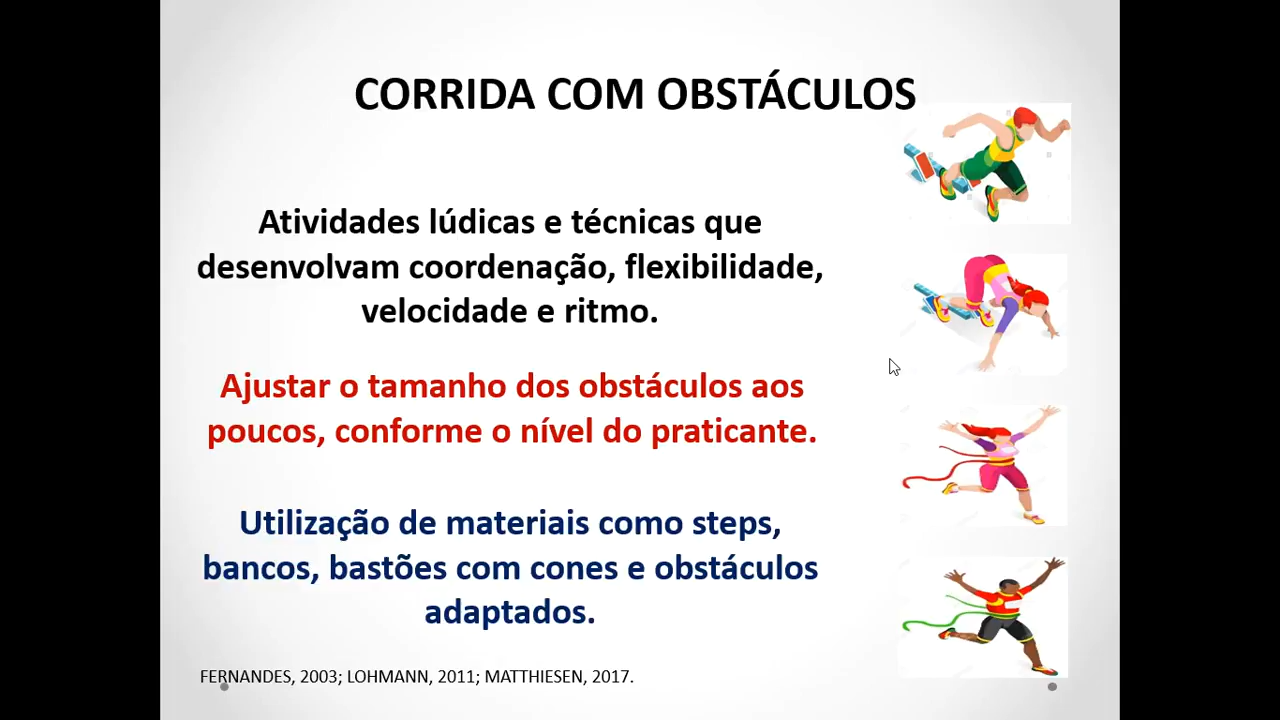 CORRIDA COM OBSTÁCULOS
Atividades lúdicas e técnicas que
desenvolvam coordenação, flexibilidade,
velocidade e ritmo.
Ajustar o tamanho dos obstáculos aos
poucos, conforme o nível do praticante.
Utilização de materiais como steps,
bancos, bastões com cones e obstáculos
adaptados.
FERNANDES, 2003; LOHMANN, 2011; MATTHIESEN, 2017.